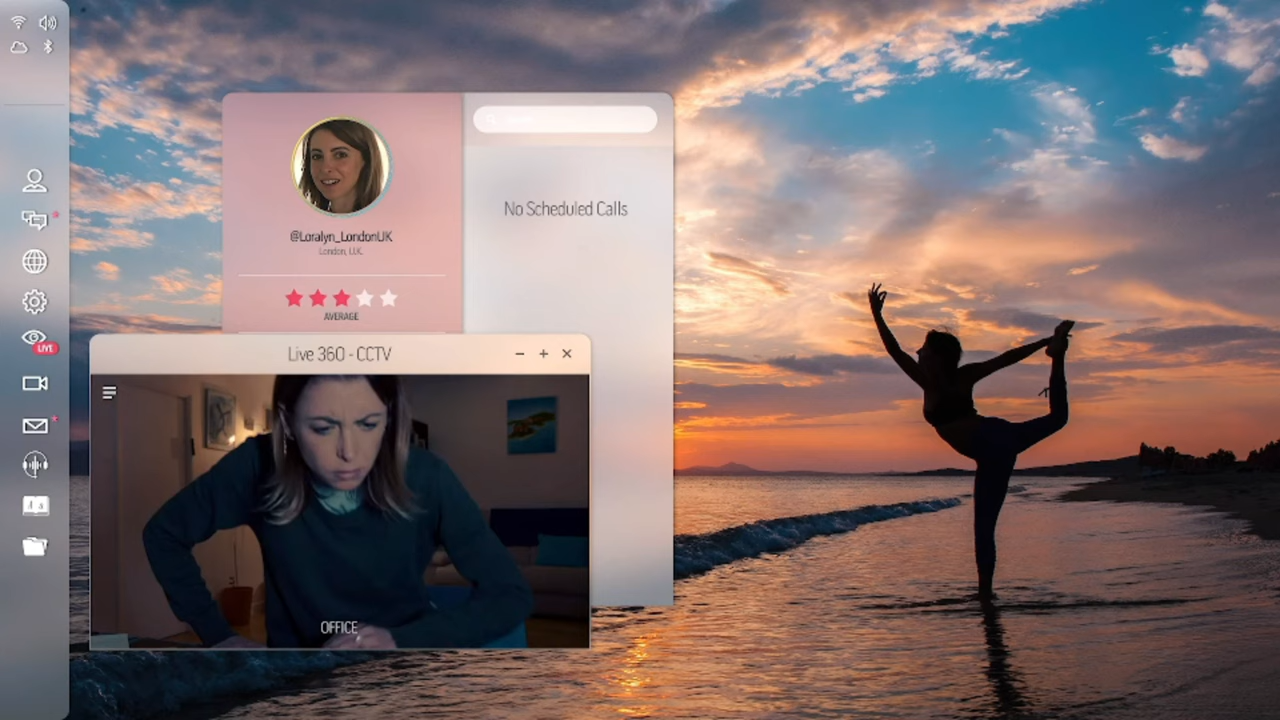 @Loralyn_LondonUK
London, U.K.
AVERAGE
No Scheduled Calls
LIVE
Live 360 - CCTV
OFFICE